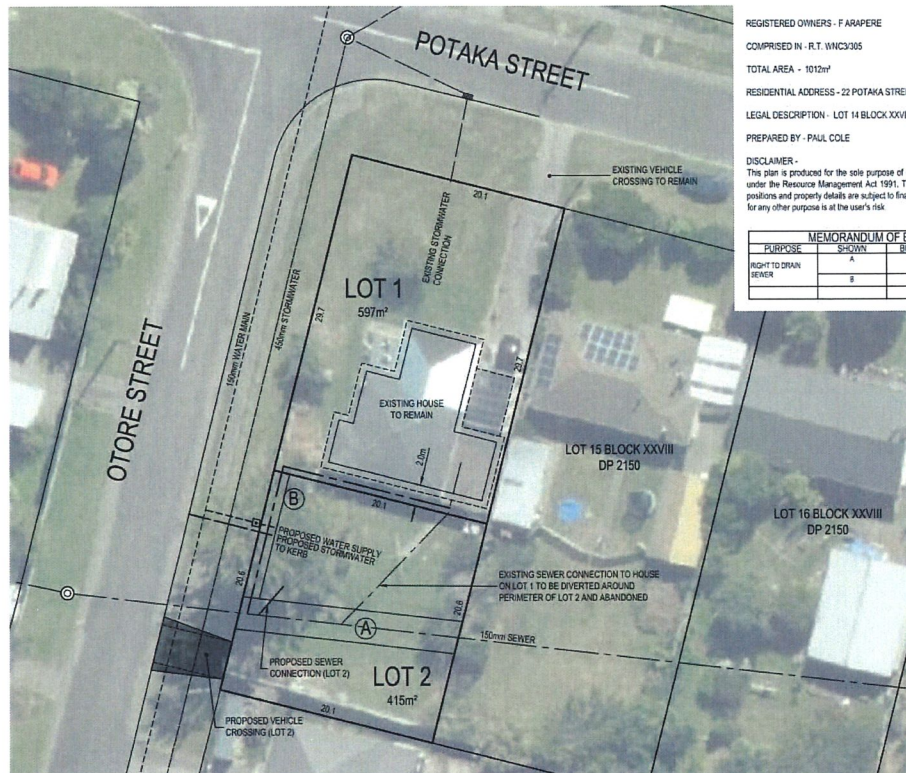 POTAKA STREET
REGISTERED OWNERS - F ARAPERE
COMPRISED IN - R.T. WNC3/305
TOTAL AREA - 1012m²
RESIDENTIAL ADDRESS - 22 POTAKA STREE
LEGAL DESCRIPTION - LOT 14 BLOCK XXVI
PREPARED BY - PAUL COLE
DISCLAIMER -
This plan is produced for the sole purpose of
under the Resource Management Act 1991. T
positions and property details are subject to fina
for any other purpose is at the user's risk
MEMORANDUM OF E
PURPOSE SHOWN
RIGHT TO DRAIN
SEWER
A
B
EXISTING VEHICLE
CROSSING TO REMAIN
20.1
EXISTING STORMWATER
CONNECTION
LOT 1
597m²
29.7
29.7
150mm WATER MAIN
450mm STORMWATER
OTORE STREET
EXISTING HOUSE
TO REMAIN
2.0m
LOT 15 BLOCK XXVIII
DP 2150
LOT 16 BLOCK XXVIII
DP 2150
B
20.1
PROPOSED WATER SUPPLY
PROPOSED STORMWATER
TO KERB
20.6
EXISTING SEWER CONNECTION TO HOUSE
ON LOT 1 TO BE DIVERTED AROUND
PERIMETER OF LOT 2 AND ABANDONED
20.6
A
150mm SEWER
PROPOSED SEWER
CONNECTION (LOT 2)
LOT 2
415m²
20.1
PROPOSED VEHICLE
CROSSING (LOT 2)